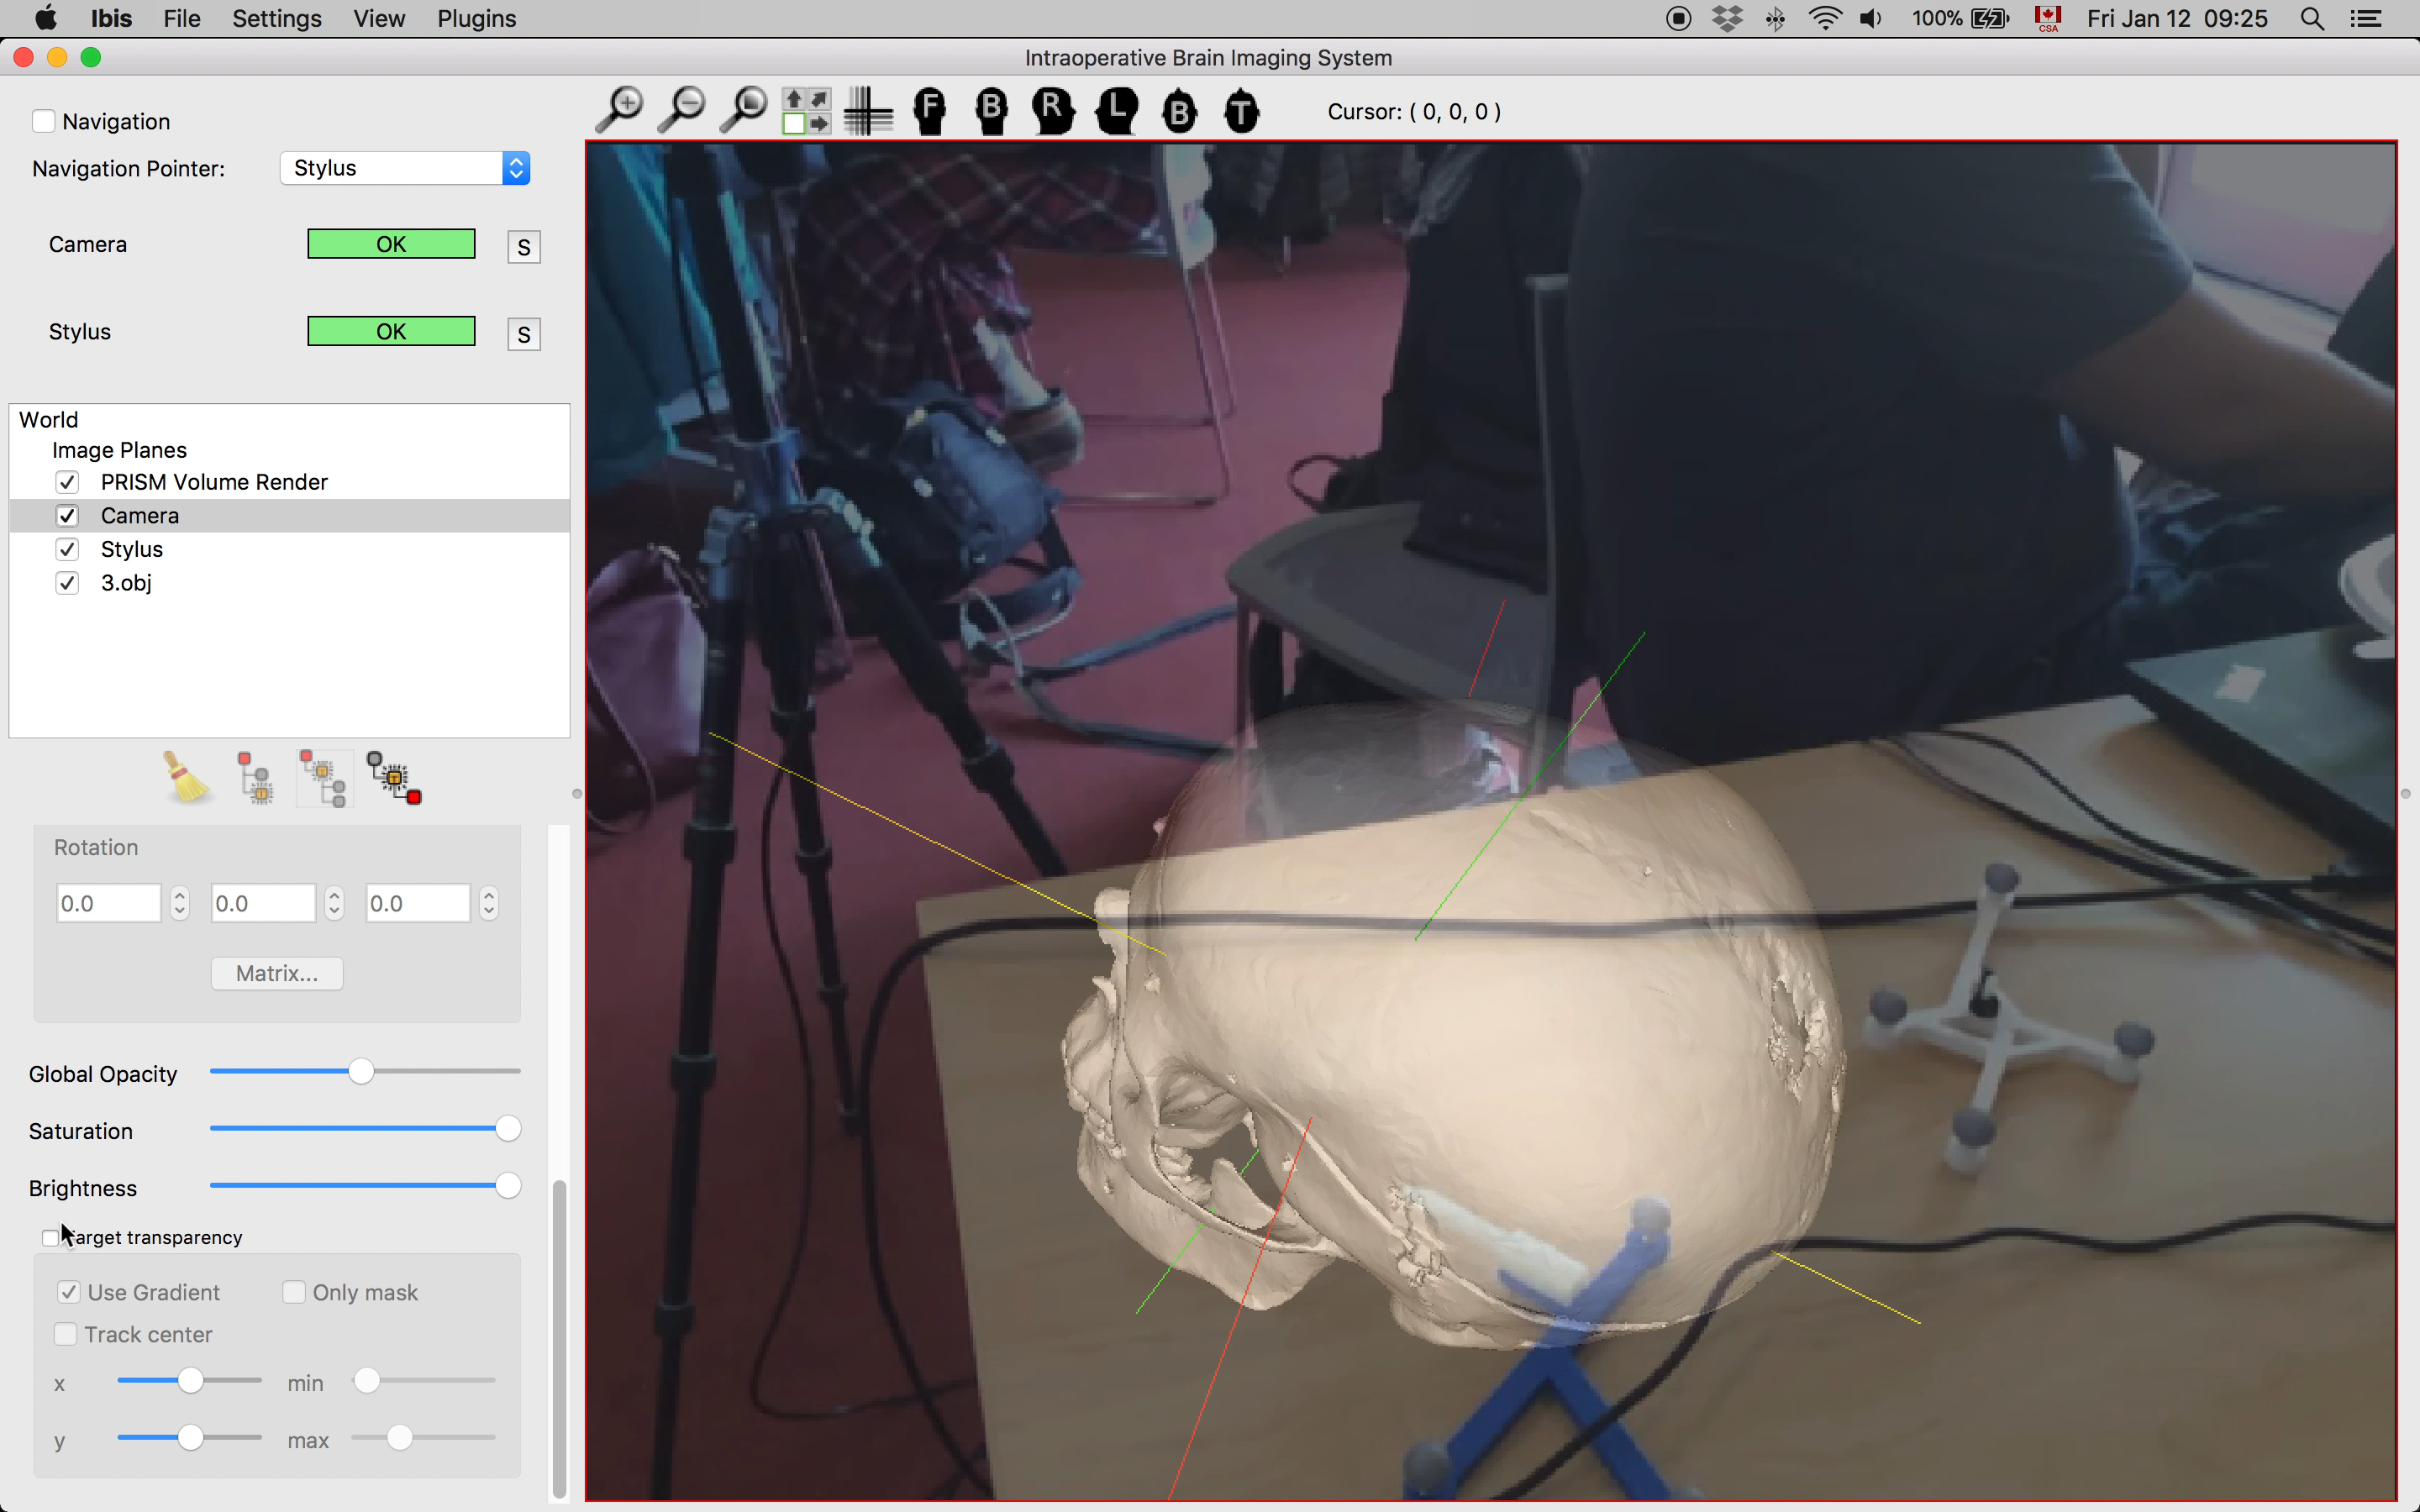 Ibis File Settings View Plugins 100% CSA Fri Jan 12 09:25
Intraoperative Brain Imaging System
F B R L B T Cursor: ( 0, 0, 0 )
Navigation
Navigation Pointer: Stylus
Camera OK S
Stylus OK S
World
Image Planes
PRISM Volume Render
Camera
Stylus
3.obj
Rotation
0.0 0.0 0.0
Matrix...
Global Opacity
Saturation
Brightness
arget transparency
Use Gradient Only mask
Track center
x min
y max